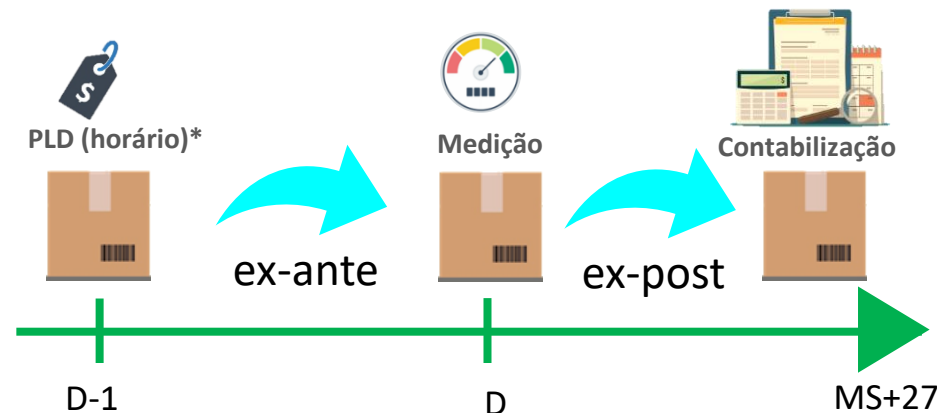 PLD (horário)*
Medição
Contabilização
ex-ante
ex-post
D-1
D
MS+27